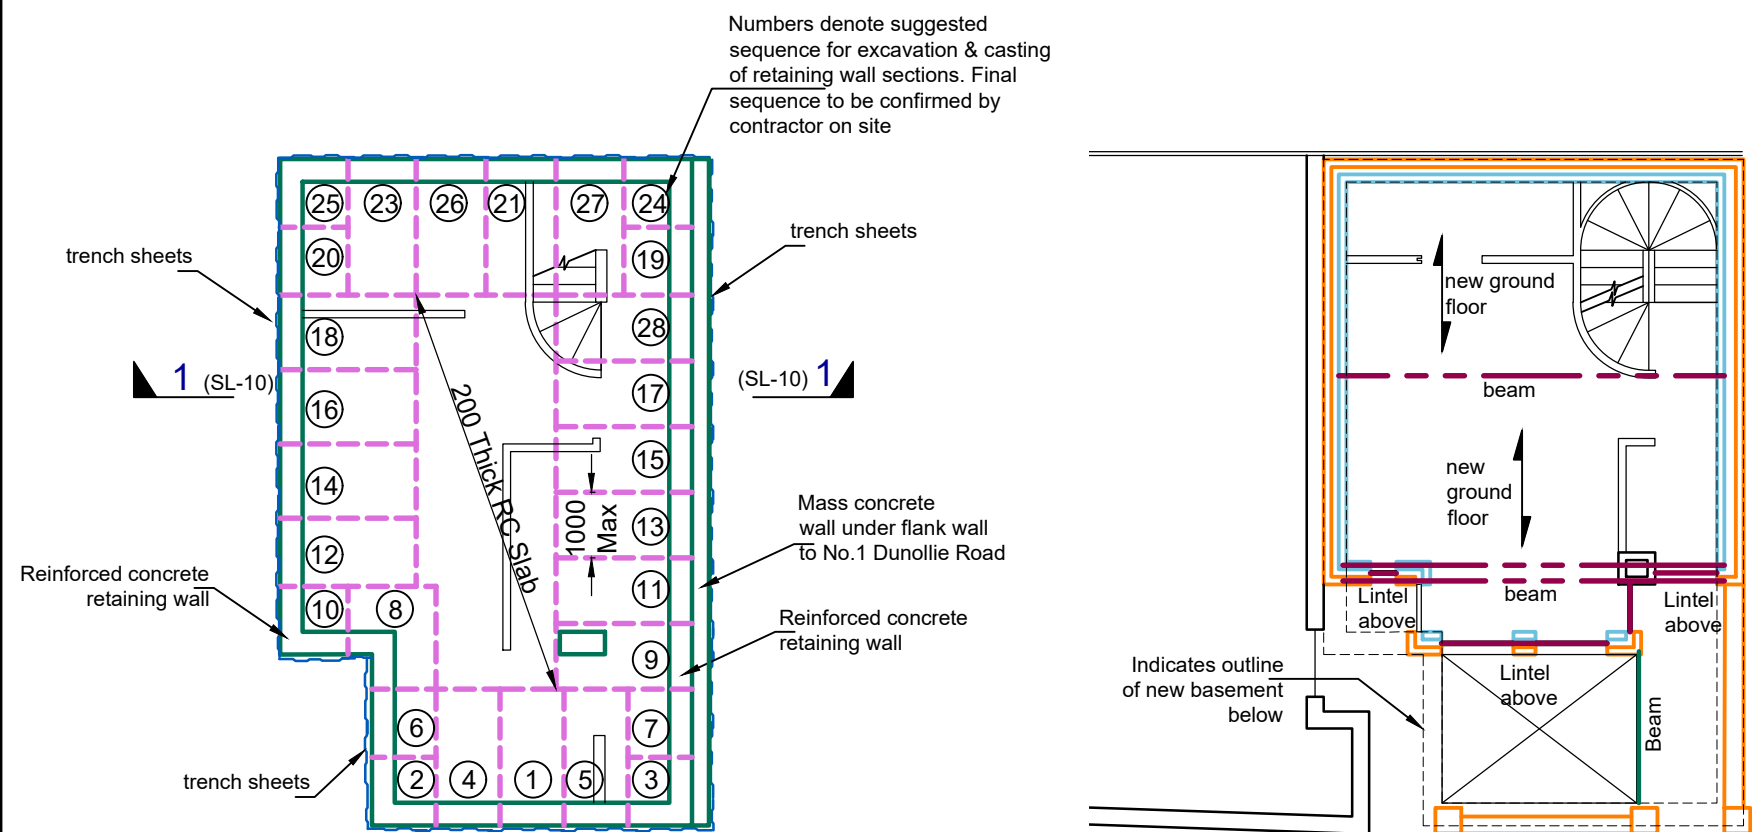 Numbers denote suggested
sequence for excavation & casting
of retaining wall sections. Final
sequence to be confirmed by
contractor on site
25 23 26 21 27 24
20
19
trench sheets
trench sheets
18
28
1 (SL-10)
(SL-10) 1
16
17
200 Thick RC Slab
14
15
1000
Max
13
12
11
Mass concrete
wall under flank wall
to No.1 Dunollie Road
Reinforced concrete
retaining wall
10 8
9
Reinforced concrete
retaining wall
6
7
trench sheets
2 4 1 5 3
new ground
floor
beam
new
ground
floor
beam
Lintel
above
Lintel
above
Lintel
above
Indicates outline
of new basement
below
Beam